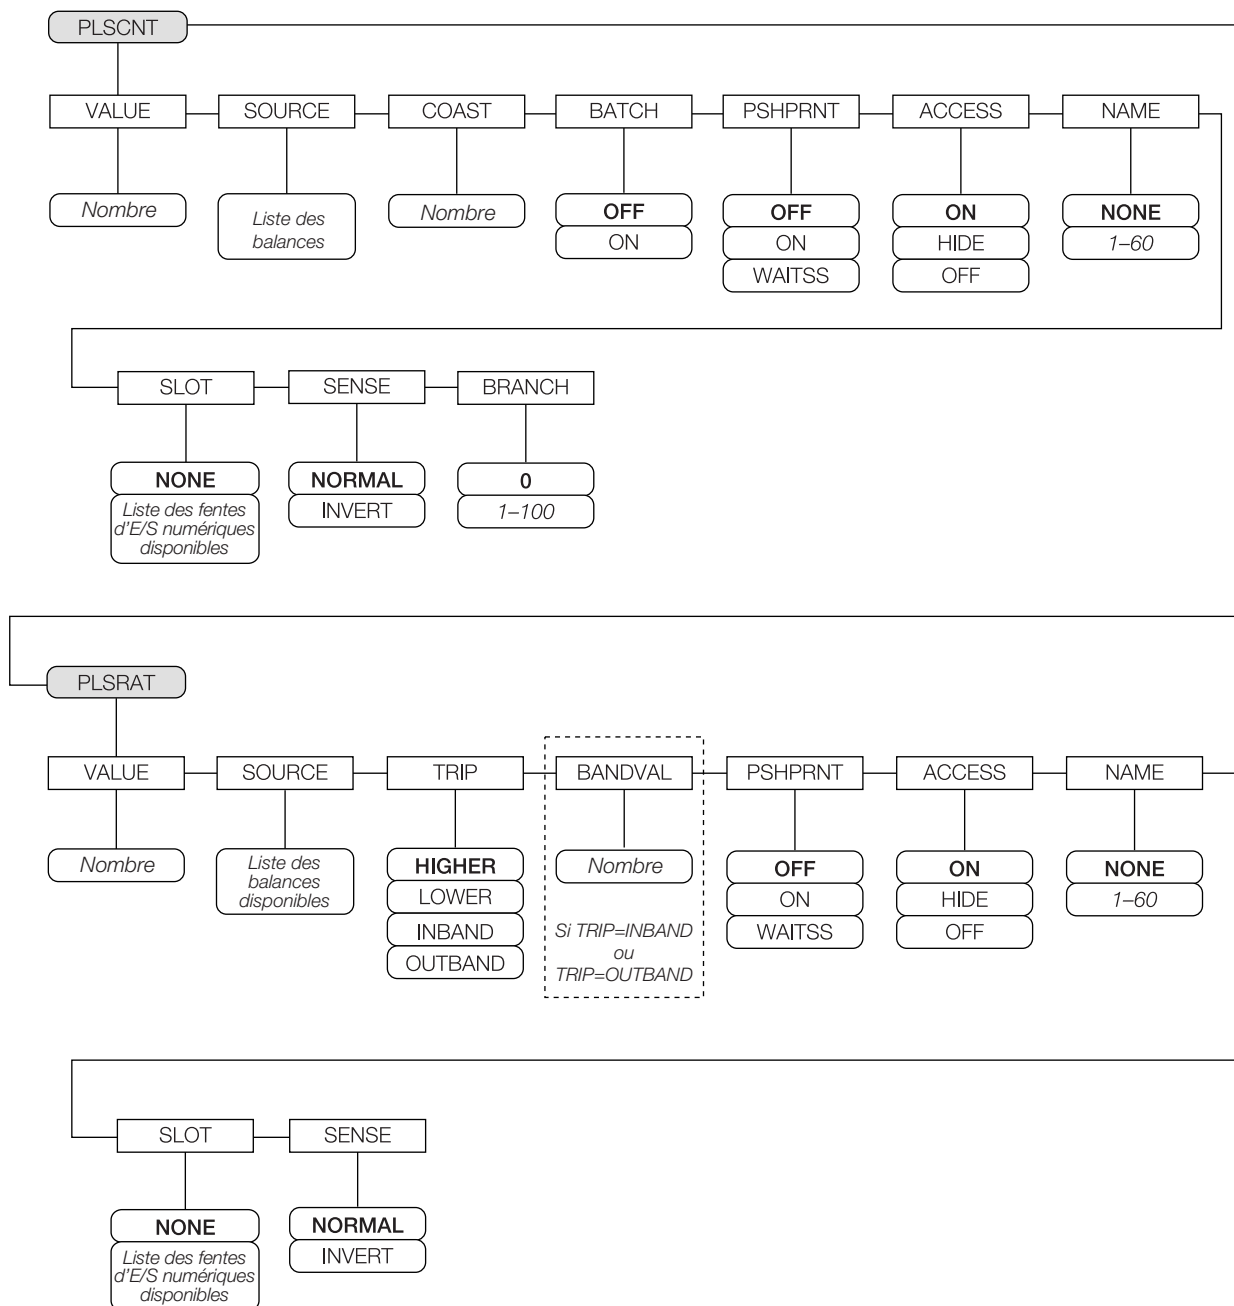 PLSCNT
VALUE
SOURCE
COAST
BATCH
PSHPRNT
ACCESS
NAME
Nombre
Liste des
balances
Nombre
OFF
ON
OFF
ON
WAITSS
ON
HIDE
OFF
NONE
1–60
SLOT
SENSE
BRANCH
NONE
Liste des fentes
d'E/S numériques
disponibles
NORMAL
INVERT
0
1–100
PLSRAT
VALUE
SOURCE
TRIP
BANDVAL
PSHPRNT
ACCESS
NAME
Nombre
Liste des
balances
disponibles
HIGHER
LOWER
INBAND
OUTBAND
Nombre
Si TRIP=INBAND
ou
TRIP=OUTBAND
OFF
ON
WAITSS
ON
HIDE
OFF
NONE
1–60
SLOT
SENSE
NONE
Liste des fentes
d'E/S numériques
disponibles
NORMAL
INVERT